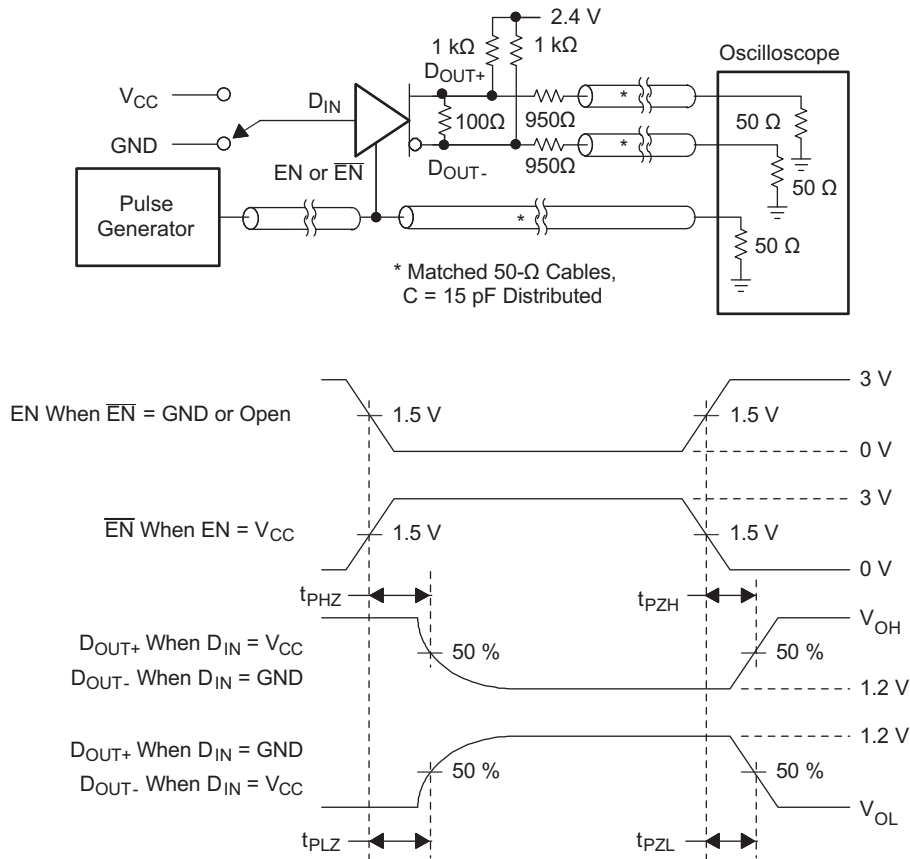 2.4 V
1 kΩ
1 kΩ
Oscilloscope
D_OUT+
V_CC
D_IN
100Ω
950Ω
*
50 Ω
GND
EN or E̅N̅
D_OUT-
950Ω
*
50 Ω
Pulse
Generator
*
50 Ω
* Matched 50-Ω Cables,
C = 15 pF Distributed
3 V
EN When E̅N̅ = GND or Open
1.5 V
1.5 V
0 V
3 V
E̅N̅ When EN = V_CC
1.5 V
1.5 V
0 V
t_PHZ
t_PZH
V_OH
D_OUT+ When D_IN = V_CC
50 %
50 %
D_OUT- When D_IN = GND
1.2 V
1.2 V
D_OUT+ When D_IN = GND
50 %
50 %
D_OUT- When D_IN = V_CC
V_OL
t_PLZ
t_PZL